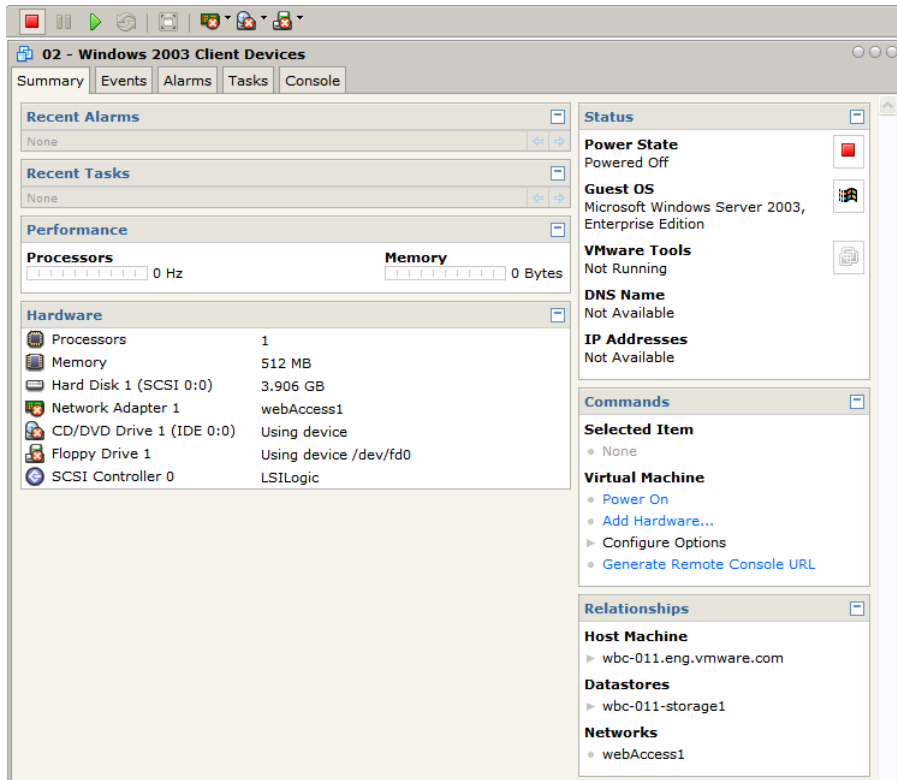 02 - Windows 2003 Client Devices
Summary Events Alarms Tasks Console
Recent Alarms
None
Recent Tasks
None
Performance
Processors
0 Hz
Memory
0 Bytes
Hardware
Processors 1
Memory 512 MB
Hard Disk 1 (SCSI 0:0) 3.906 GB
Network Adapter 1 webAccess1
CD/DVD Drive 1 (IDE 0:0) Using device
Floppy Drive 1 Using device /dev/fd0
SCSI Controller 0 LSILogic
Status
Power State
Powered Off
Guest OS
Microsoft Windows Server 2003,
Enterprise Edition
VMware Tools
Not Running
DNS Name
Not Available
IP Addresses
Not Available
Commands
Selected Item
None
Virtual Machine
Power On
Add Hardware...
Configure Options
Generate Remote Console URL
Relationships
Host Machine
wbc-011.eng.vmware.com
Datastores
wbc-011-storage1
Networks
webAccess1